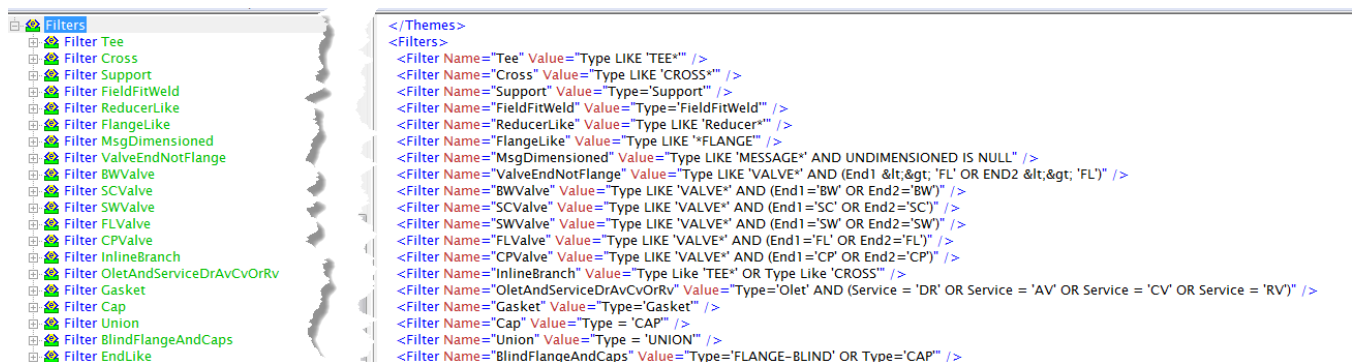 Filters
Filter Tee
Filter Cross
Filter Support
Filter FieldFitWeld
Filter ReducerLike
Filter FlangeLike
Filter MsgDimensioned
Filter ValveEndNotFlange
Filter BWValve
Filter SCValve
Filter SWValve
Filter FLValve
Filter CPValve
Filter InlineBranch
Filter OletAndServiceDrAvCvOrRv
Filter Gasket
Filter Cap
Filter Union
Filter BlindFlangeAndCaps
Filter EndLike
</Themes>
<Filters>
<Filter Name="Tee" Value="Type LIKE 'TEE*'" />
<Filter Name="Cross" Value="Type LIKE 'CROSS*'" />
<Filter Name="Support" Value="Type='Support'" />
<Filter Name="FieldFitWeld" Value="Type='FieldFitWeld'" />
<Filter Name="ReducerLike" Value="Type LIKE 'Reducer*'" />
<Filter Name="FlangeLike" Value="Type LIKE '*FLANGE'" />
<Filter Name="MsgDimensioned" Value="Type LIKE 'MESSAGE*' AND UNDIMENSIONED IS NULL" />
<Filter Name="ValveEndNotFlange" Value="Type LIKE 'VALVE*' AND (End1 &lt;&gt; 'FL' OR END2 &lt;&gt; 'FL')" />
<Filter Name="BWValve" Value="Type LIKE 'VALVE*' AND (End1='BW' OR End2='BW')" />
<Filter Name="SCValve" Value="Type LIKE 'VALVE*' AND (End1='SC' OR End2='SC')" />
<Filter Name="SWValve" Value="Type LIKE 'VALVE*' AND (End1='SW' OR End2='SW')" />
<Filter Name="FLValve" Value="Type LIKE 'VALVE*' AND (End1='FL' OR End2='FL')" />
<Filter Name="CPValve" Value="Type LIKE 'VALVE*' AND (End1='CP' OR End2='CP')" />
<Filter Name="InlineBranch" Value="Type Like 'TEE*' OR Type Like 'CROSS'" />
<Filter Name="OletAndServiceDrAvCvOrRv" Value="Type='Olet' AND (Service = 'DR' OR Service = 'AV' OR Service = 'CV' OR Service = 'RV')" />
<Filter Name="Gasket" Value="Type='Gasket'" />
<Filter Name="Cap" Value="Type = 'CAP'" />
<Filter Name="Union" Value="Type = 'UNION'" />
<Filter Name="BlindFlangeAndCaps" Value="Type='FLANGE-BLIND' OR Type='CAP'" />